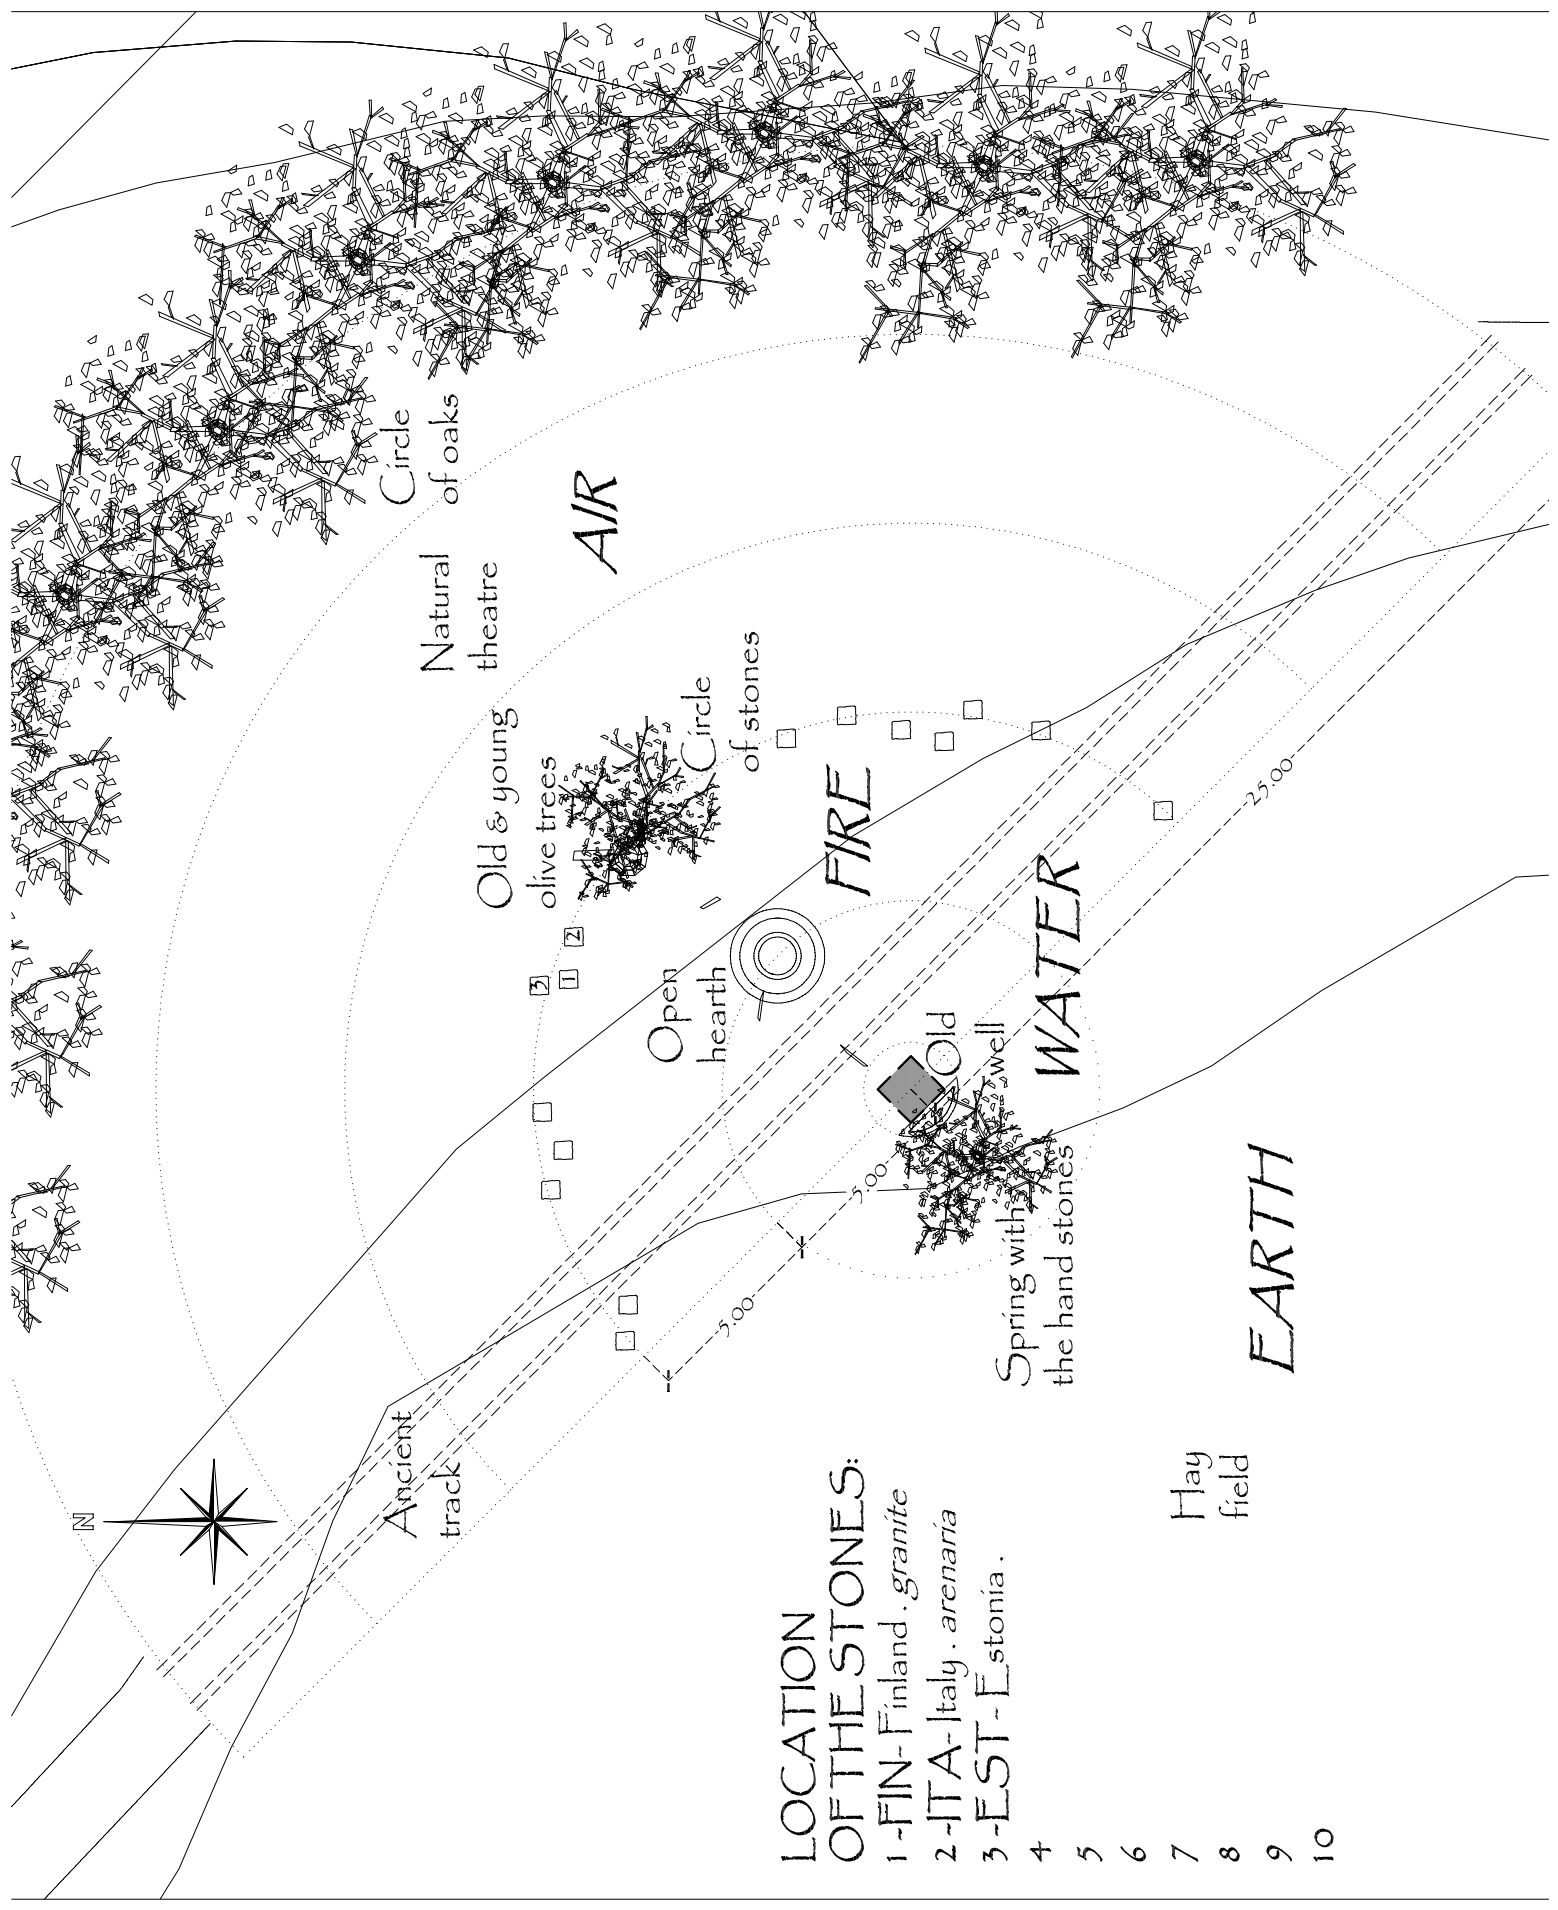 N
Circle
of oaks
Natural
theatre
AIR
Old & young
olive trees
Circle
of stones
3
1
2
Open
hearth
FIRE
Ancient
track
WATER
Old
well
25.00
5.00
5.00
Spring with
the hand stones
EARTH
Hay
field
LOCATION
OF THE STONES:
1 -FIN- Finland . granite
2 -ITA- Italy . arenaria
3 -EST - Estonia .
4
5
6
7
8
9
10